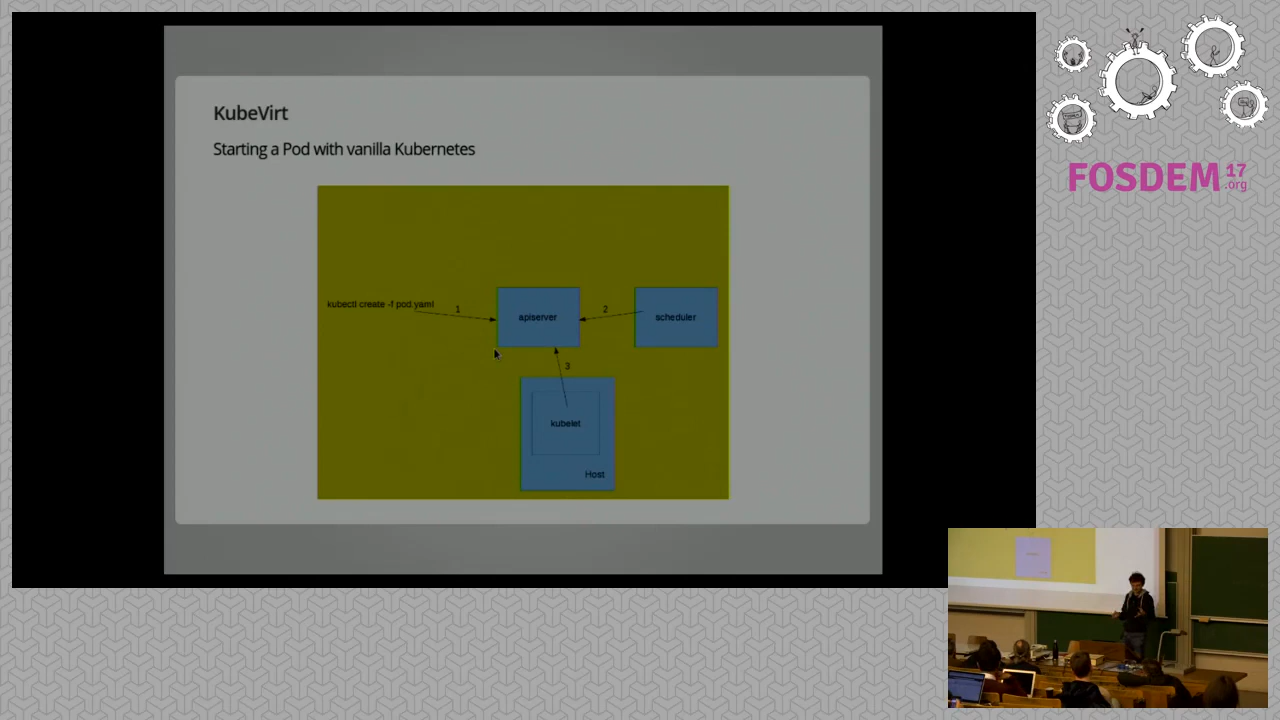 KubeVirt
Starting a Pod with vanilla Kubernetes
kubectl create -f pod.yaml
1
apiserver
2
scheduler
3
kubelet
Host
FOSDEM 17
.org